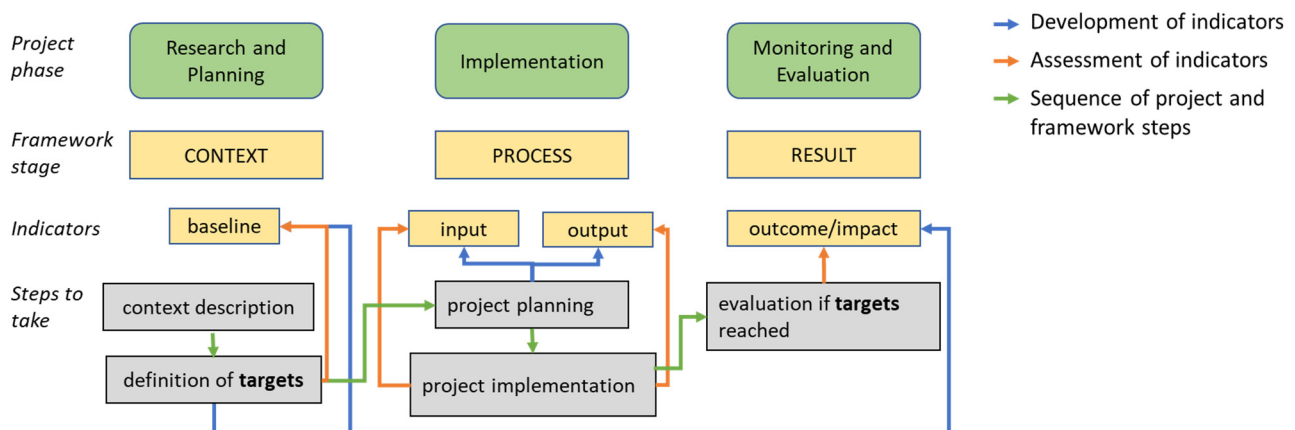 Project
phase
Research and
Planning
Implementation
Monitoring and
Evaluation
Development of indicators
Assessment of indicators
Sequence of project and
framework steps
Framework
stage
CONTEXT
PROCESS
RESULT
Indicators
baseline
input
output
outcome/impact
Steps to
take
context description
project planning
evaluation if targets
reached
definition of targets
project implementation